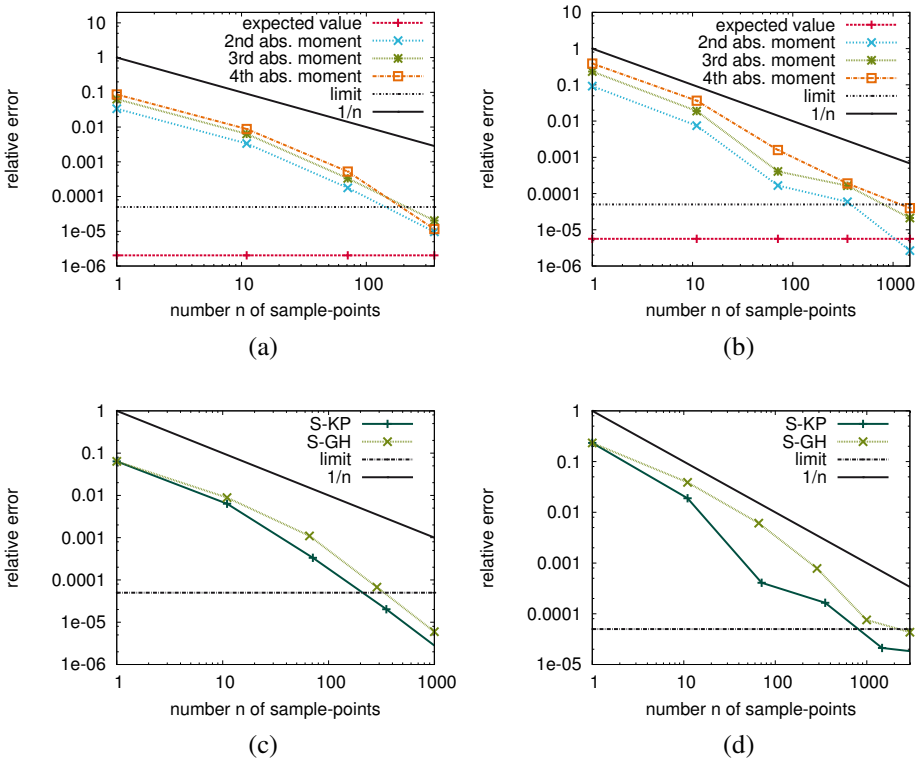 10
1
0.1
0.01
0.001
0.0001
1e-05
1e-06
relative error
1
10
100
number n of sample-points
expected value
2nd abs. moment
3rd abs. moment
4th abs. moment
limit
1/n
(a)
10
1
0.1
0.01
0.001
0.0001
1e-05
1e-06
relative error
1
10
100
1000
number n of sample-points
expected value
2nd abs. moment
3rd abs. moment
4th abs. moment
limit
1/n
(b)
1
0.1
0.01
0.001
0.0001
1e-05
1e-06
relative error
1
10
100
1000
number n of sample-points
S-KP
S-GH
limit
1/n
(c)
1
0.1
0.01
0.001
0.0001
1e-05
relative error
1
10
100
1000
number n of sample-points
S-KP
S-GH
limit
1/n
(d)